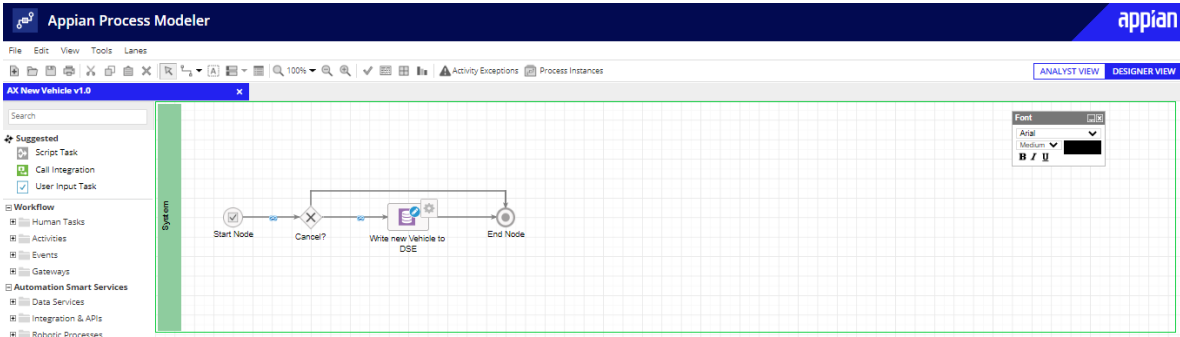 Appian Process Modeler
appian
File Edit View Tools Lanes
100% Activity Exceptions Process Instances
ANALYST VIEW DESIGNER VIEW
AX New Vehicle v1.0 x
Search
Suggested
Script Task
Call Integration
User Input Task
Workflow
Human Tasks
Activities
Events
Gateways
Automation Smart Services
Data Services
Integration & APIs
Robotic Processes
System
Start Node
Cancel?
Write new Vehicle to
DSE
End Node
Font
Arial
Medium
B I U